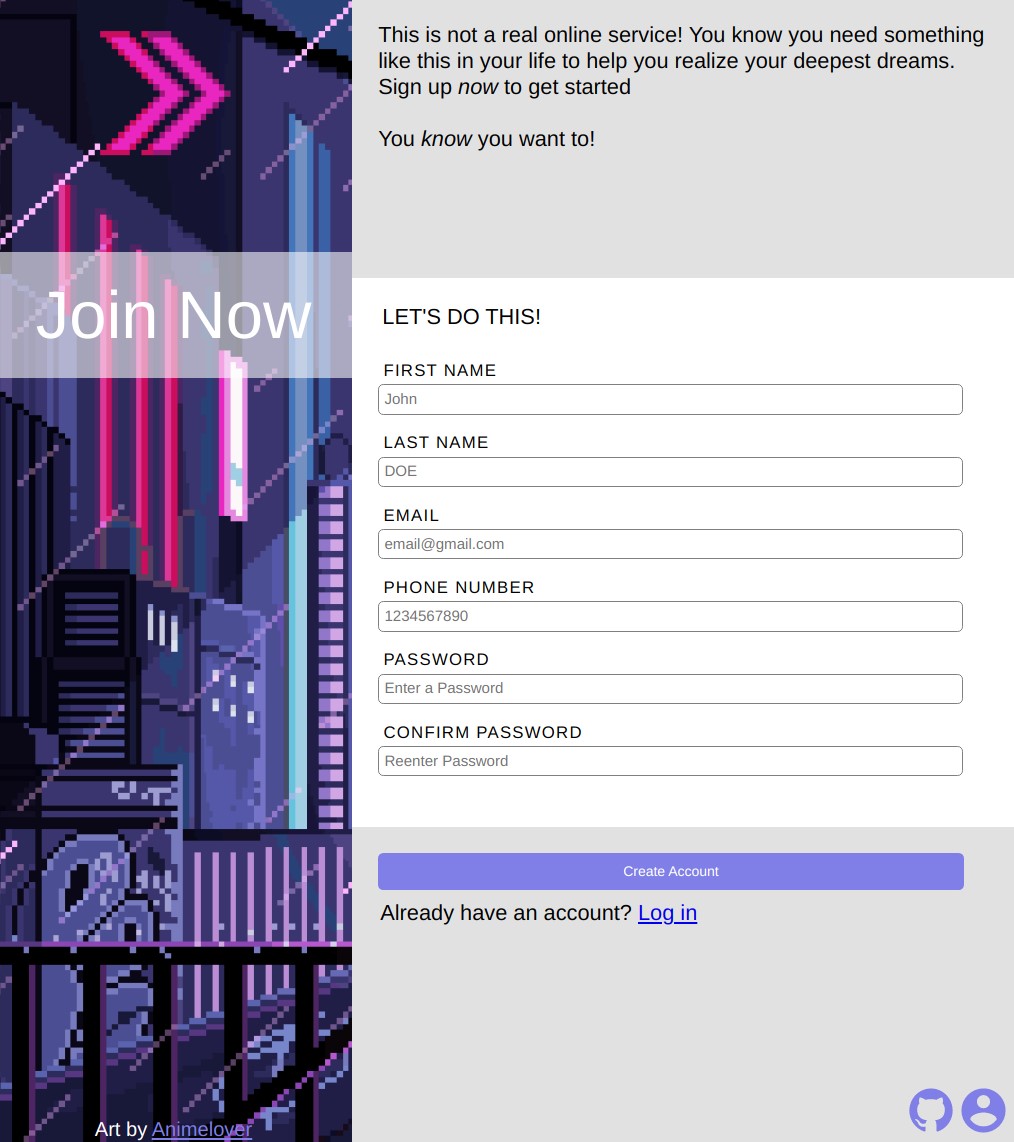 This is not a real online service! You know you need something
like this in your life to help you realize your deepest dreams.
Sign up now to get started
You know you want to!
Join Now
LET'S DO THIS!
FIRST NAME
John
LAST NAME
DOE
EMAIL
email@gmail.com
PHONE NUMBER
1234567890
PASSWORD
Enter a Password
CONFIRM PASSWORD
Reenter Password
Create Account
Already have an account? Log in
Art by Animelover